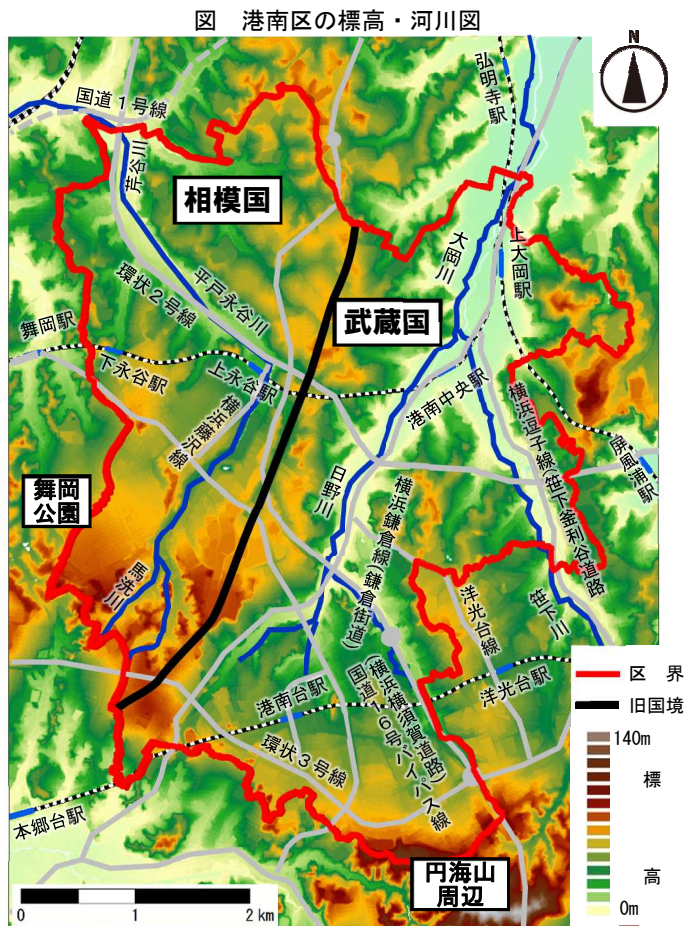 図　港南区の標高・河川図
N
国道１号線
弘明寺駅
芹谷川
相模国
大岡川
上大岡駅
平戸永谷川
環状２号線
武蔵国
舞岡駅
下永谷駅
上永谷駅
港南中央駅
横浜藤沢線
横浜逗子線(笹下釜利谷道路)
屏風浦駅
舞岡
公園
日野川
横浜鎌倉線(鎌倉街道)
馬洗川
洋光台線
笹下川
港南台駅
洋光台駅
国道１６号バイパス線
(横浜横須賀道路)
環状３号線
本郷台駅
円海山
周辺
区　界
旧国境
140m
標
高
0m
0 1 2 km